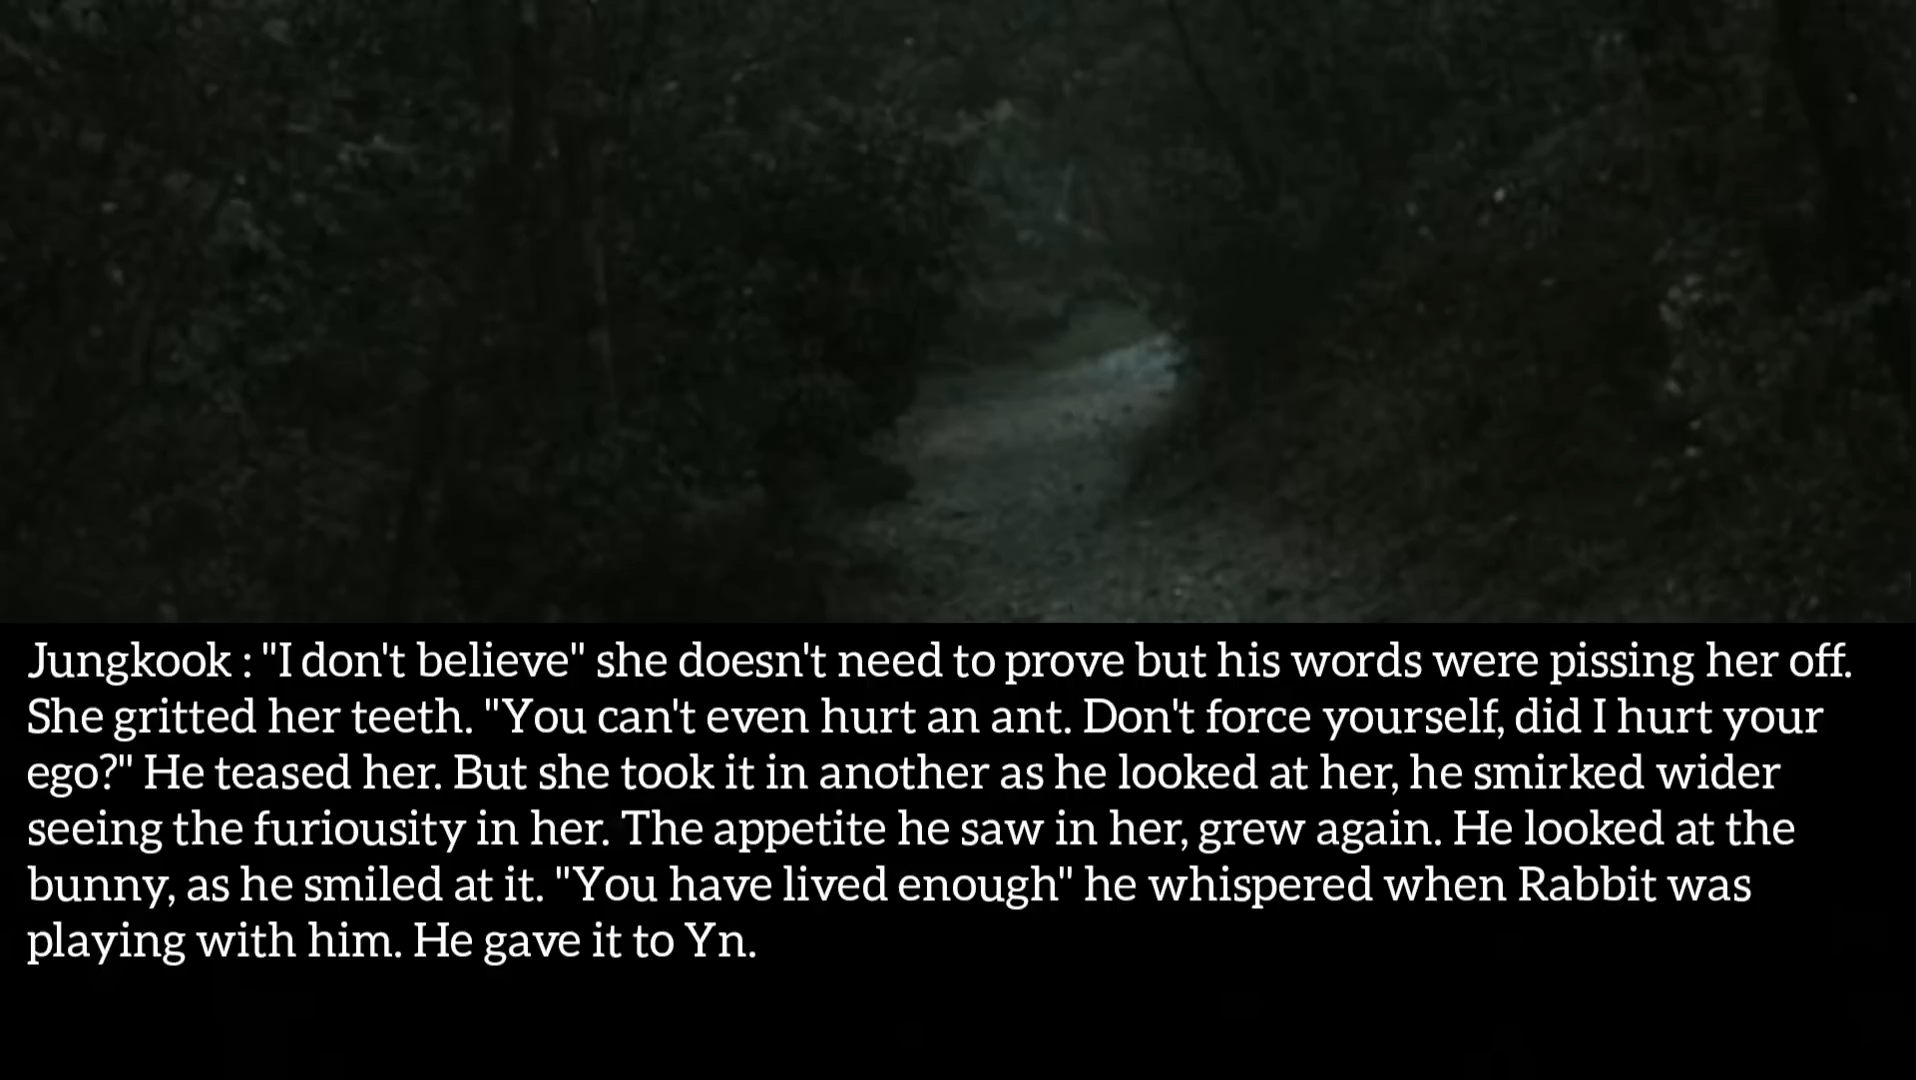 Jungkook : "I don't believe" she doesn't need to prove but his words were pissing her off.
She gritted her teeth. "You can't even hurt an ant. Don't force yourself, did I hurt your
ego?" He teased her. But she took it in another as he looked at her, he smirked wider
seeing the furiousity in her. The appetite he saw in her, grew again. He looked at the
bunny, as he smiled at it. "You have lived enough" he whispered when Rabbit was
playing with him. He gave it to Yn.